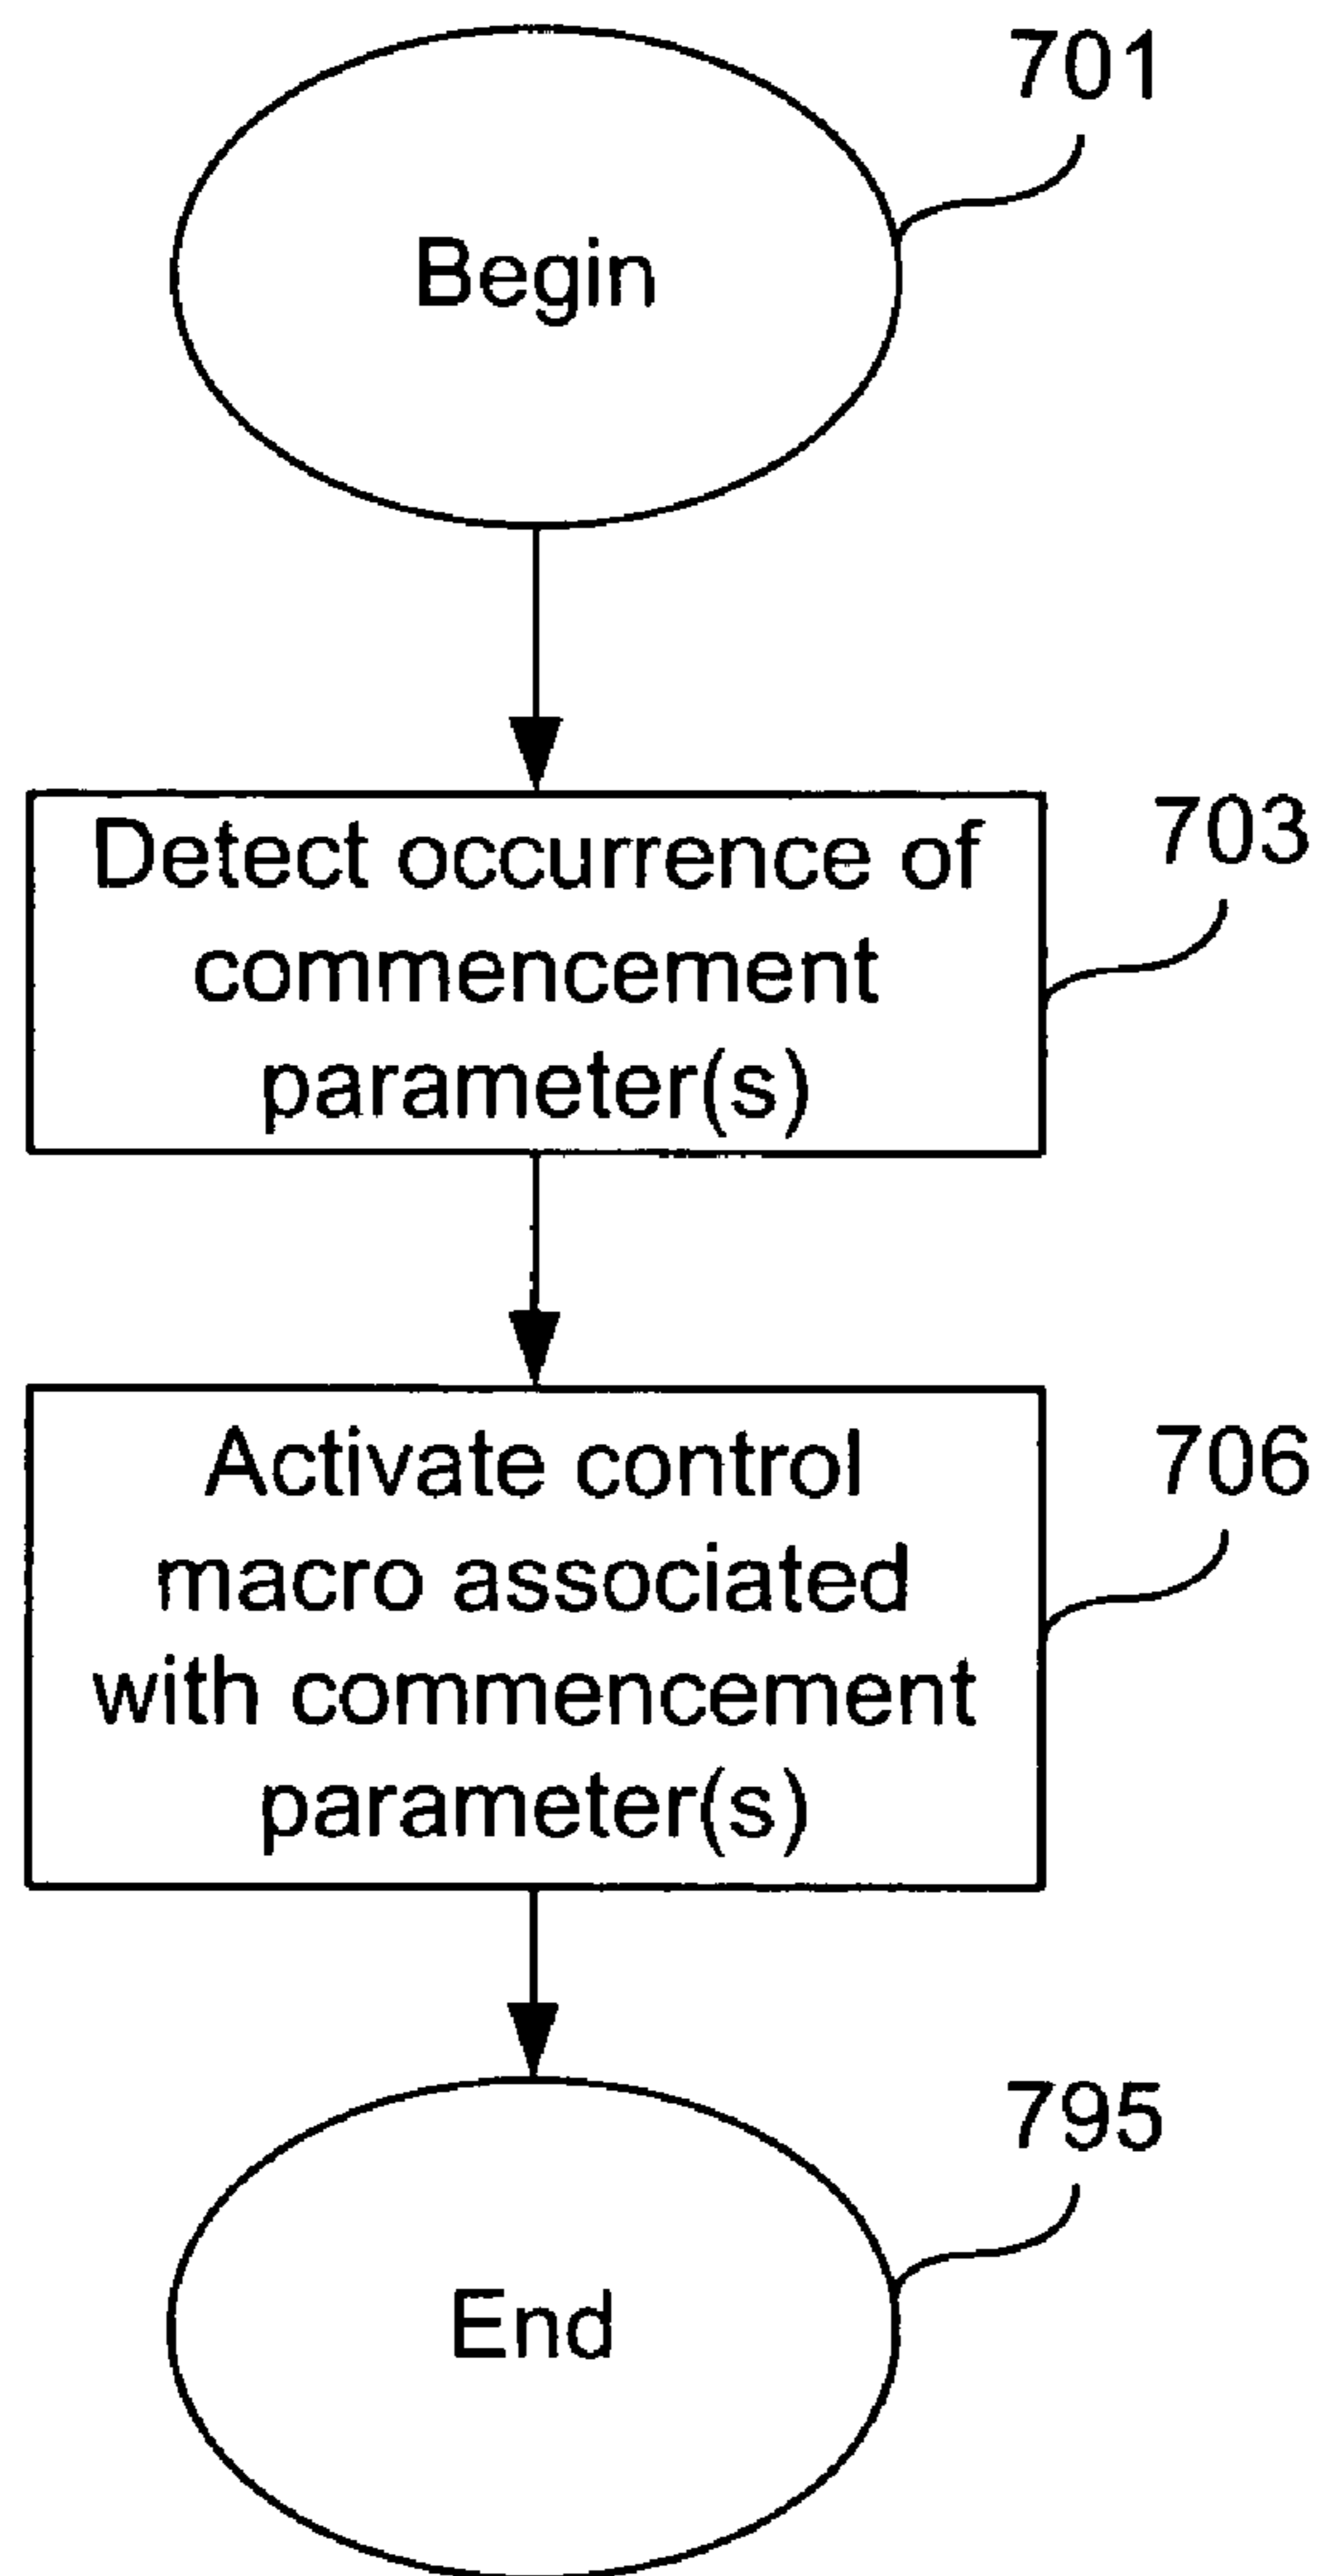 701
Begin
703
Detect occurrence of
commencement
parameter(s)
706
Activate control
macro associated
with commencement
parameter(s)
795
End